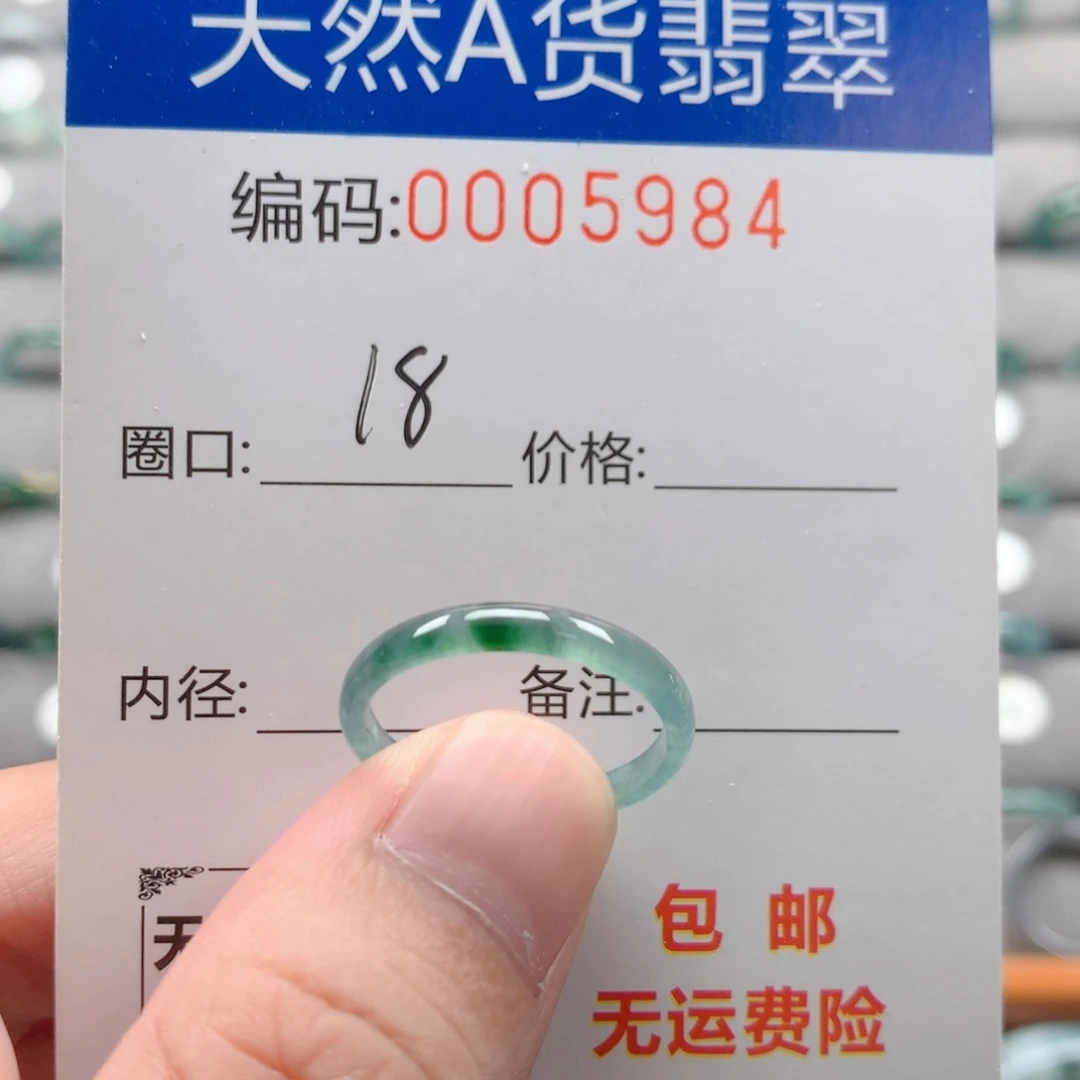 天然A货翡翠
编码:0005984
圈口: 18 价格:
内径: 备注:
天
包 邮
无运费险